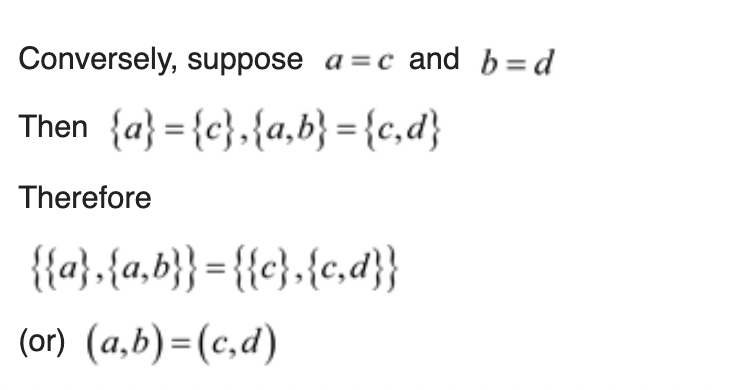 Conversely, suppose a = c and b = d
Then {a} = {c},{a,b} = {c,d}
Therefore
{{a},{a,b}} = {{c},{c,d}}
(or) (a,b) = (c,d)